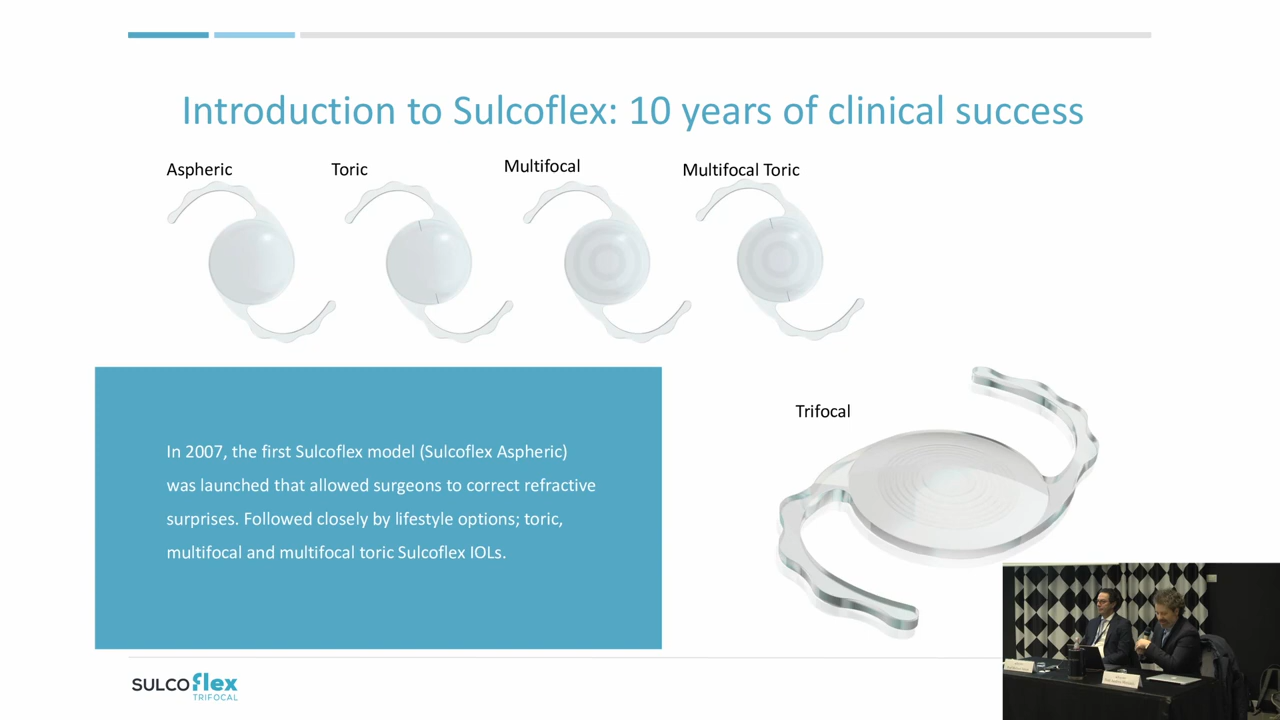 Introduction to Sulcoflex: 10 years of clinical success
Aspheric
Toric
Multifocal
Multifocal Toric
In 2007, the first Sulcoflex model (Sulcoflex Aspheric)
was launched that allowed surgeons to correct refractive
surprises. Followed closely by lifestyle options; toric,
multifocal and multifocal toric Sulcoflex IOLs.
Trifocal
SULCOflex
TRIFOCAL